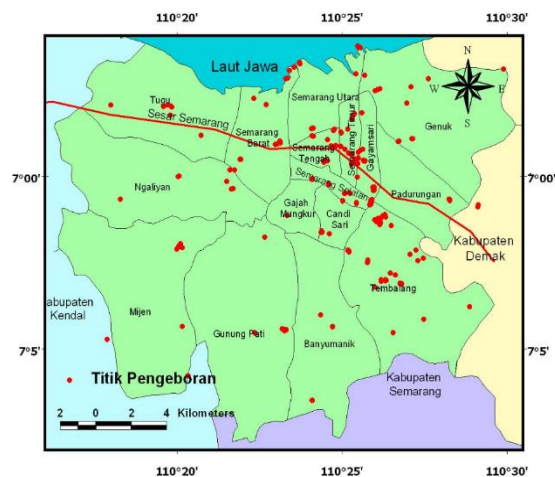 110°20'
110°25'
110°30'
Laut Jawa
N
W
E
S
Tugu
Sesar Semarang
Semarang Utara
Semarang Barat
Semarang Tengah
Semarang Timur
Gayamsari
Genuk
7°00'
7°00'
Ngaliyan
Semarang Selatan
Padurungan
Gajah Mungkur
Candi Sari
Kabupaten Demak
Kabupaten Kendal
Mijen
Gunung Pati
Banyumanik
Tembalang
7°5'
7°5'
Kabupaten Semarang
Titik Pengeboran
2 0 2 4 Kilometers
110°20'
110°25'
110°30'